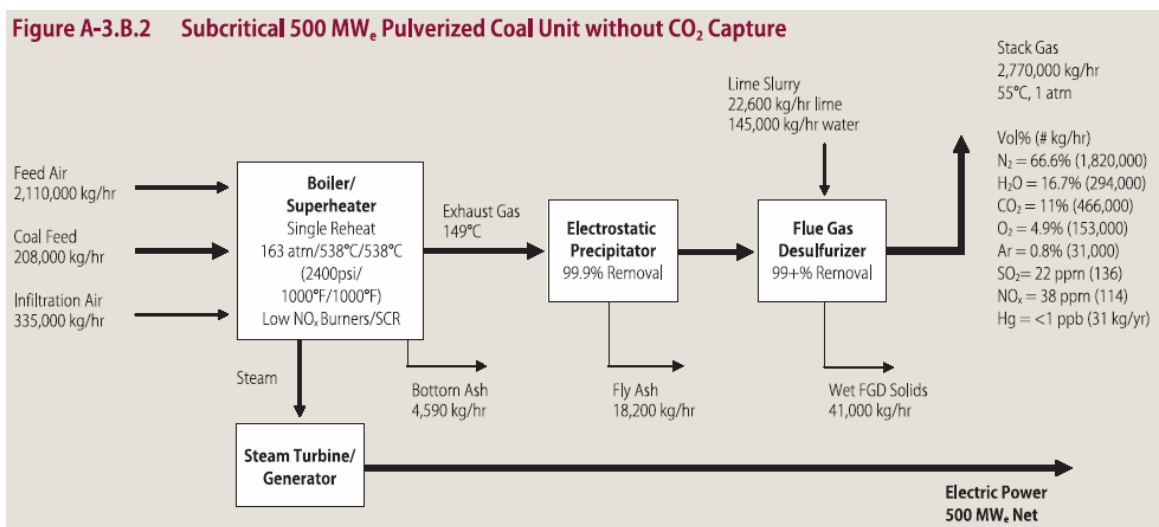 Figure A-3.B.2 Subcritical 500 MWₑ Pulverized Coal Unit without CO₂ Capture
Feed Air
2,110,000 kg/hr
Coal Feed
208,000 kg/hr
Infiltration Air
335,000 kg/hr
Boiler/
Superheater
Single Reheat
163 atm/538°C/538°C
(2400psi/
1000°F/1000°F)
Low NOₓ Burners/SCR
Steam
Steam Turbine/
Generator
Bottom Ash
4,590 kg/hr
Exhaust Gas
149°C
Electrostatic
Precipitator
99.9% Removal
Fly Ash
18,200 kg/hr
Lime Slurry
22,600 kg/hr lime
145,000 kg/hr water
Flue Gas
Desulfurizer
99+% Removal
Wet FGD Solids
41,000 kg/hr
Stack Gas
2,770,000 kg/hr
55°C, 1 atm
Vol% (# kg/hr)
N₂ = 66.6% (1,820,000)
H₂O = 16.7% (294,000)
CO₂ = 11% (466,000)
O₂ = 4.9% (153,000)
Ar = 0.8% (31,000)
SO₂= 22 ppm (136)
NOₓ = 38 ppm (114)
Hg = <1 ppb (31 kg/yr)
Electric Power
500 MWₑ Net